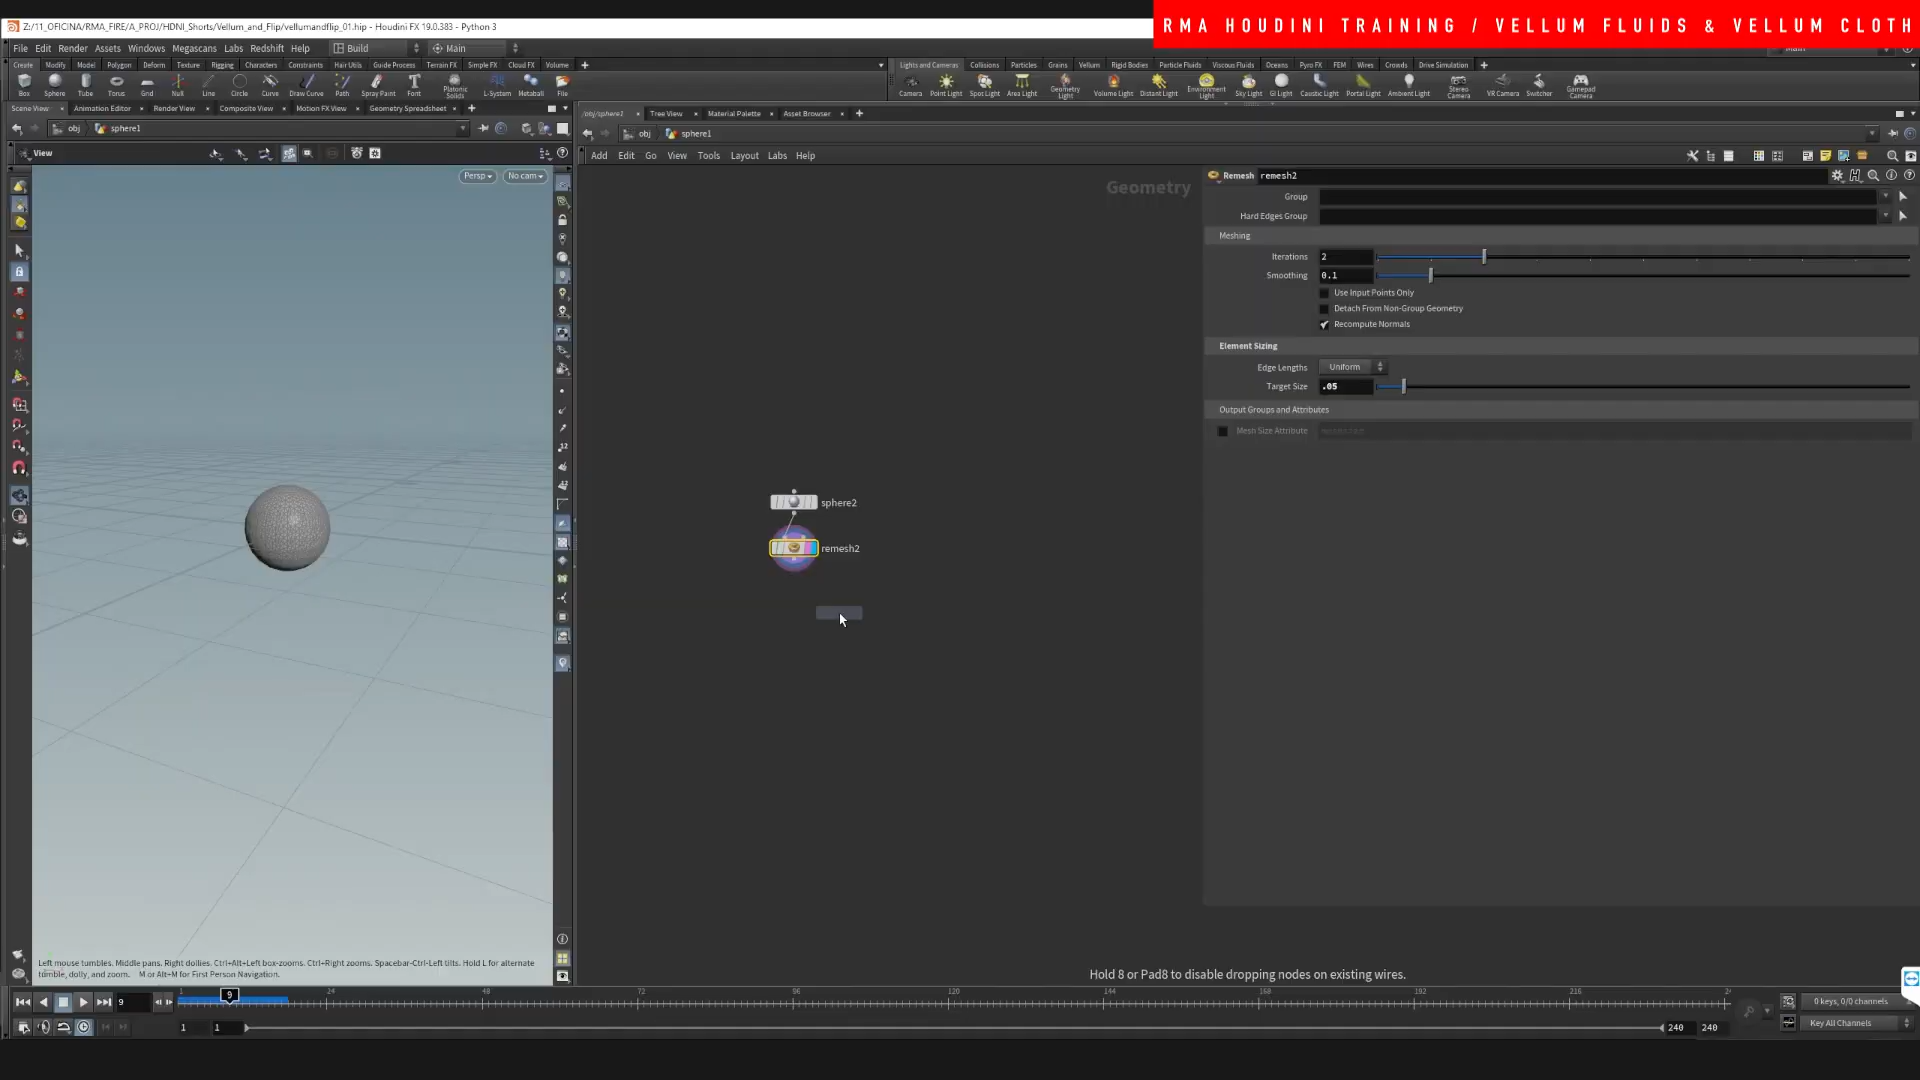 Z:/11_OFICINA/RMA_FIRE/A_PROJ/HDNI_Shorts/Vellum_and_Flip/vellumandflip_01.hip - Houdini FX 19.0.383 - Python 3
RMA HOUDINI TRAINING / VELLUM FLUIDS & VELLUM CLOTH
File Edit Render Assets Windows Megascans Labs Redshift Help Build Main
Create Modify Model Polygon Deform Texture Rigging Characters Constraints Hair Utils Guide Process Terrain FX Simple FX Cloud FX Volume
Lights and Cameras Collisions Particles Grains Vellum Rigid Bodies Particle Fluids Viscous Fluids Oceans Pyro FX FEM Wires Crowds Drive Simulation
Box Sphere Tube Torus Grid Null Line Circle Curve Draw Curve Path Spray Paint Font Platonic Solids L-System Metaball File
Camera Point Light Spot Light Area Light Geometry Light Volume Light Distant Light Environment Light Sky Light GI Light Caustic Light Portal Light Ambient Light Stereo Camera VR Camera Switcher Gamepad Camera
Scene View Animation Editor Render View Composite View Motion FX View Geometry Spreadsheet
/obj/sphere1 Tree View Material Palette Asset Browser
obj sphere1
obj sphere1
View
Add Edit Go View Tools Layout Labs Help
Persp No cam
Geometry
Remesh remesh2
Group
Hard Edges Group
Meshing
Iterations 2
Smoothing 0.1
Use Input Points Only
Detach From Non-Group Geometry
Recompute Normals
Element Sizing
Edge Lengths Uniform
Target Size .05
Output Groups and Attributes
Mesh Size Attribute
sphere2
remesh2
Left mouse tumbles. Middle pans. Right dollies. Ctrl+Alt+Left box-zooms. Ctrl+Right zooms. Spacebar-Ctrl-Left tilts. Hold L for alternate
tumble, dolly, and zoom. M or Alt+M for First Person Navigation.
Hold 8 or Pad8 to disable dropping nodes on existing wires.
9 1 9 24 48 72 96 120 144 168 192 216
0 keys, 0/0 channels
1 1 240 240
Key All Channels